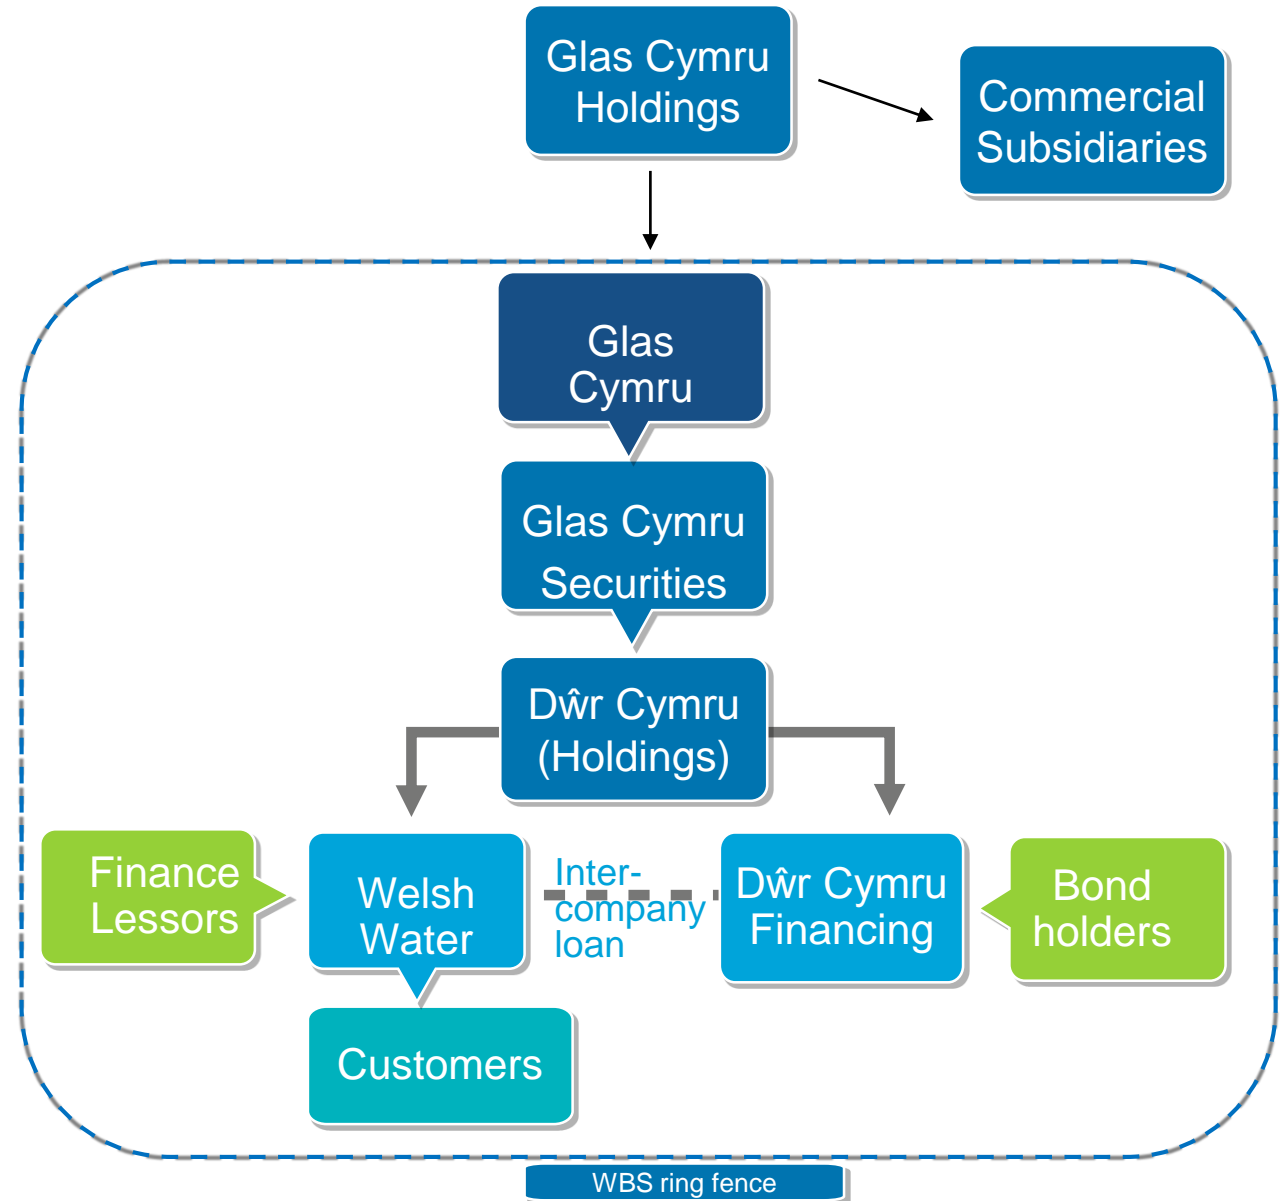 Glas Cymru
Holdings
Commercial
Subsidiaries
Glas
Cymru
Glas Cymru
Securities
Dŵr Cymru
(Holdings)
Finance
Lessors
Welsh
Water
Inter-
company
loan
Dŵr Cymru
Financing
Bond
holders
Customers
WBS ring fence